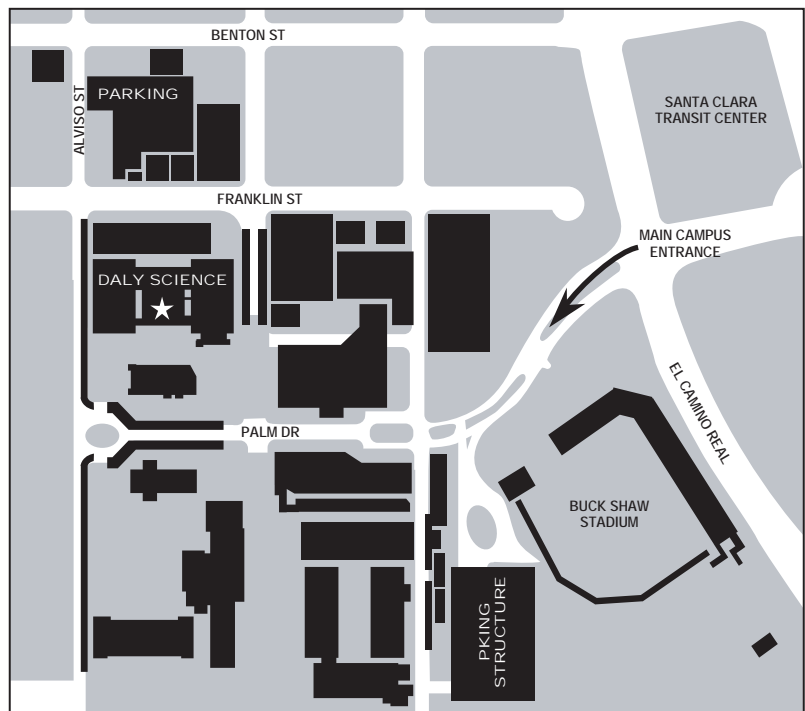 BENTON ST
PARKING
ALVISO ST
SANTA CLARA
TRANSIT CENTER
FRANKLIN ST
MAIN CAMPUS
ENTRANCE
DALY SCIENCE
EL CAMINO REAL
PALM DR
BUCK SHAW
STADIUM
PKING
STRUCTURE